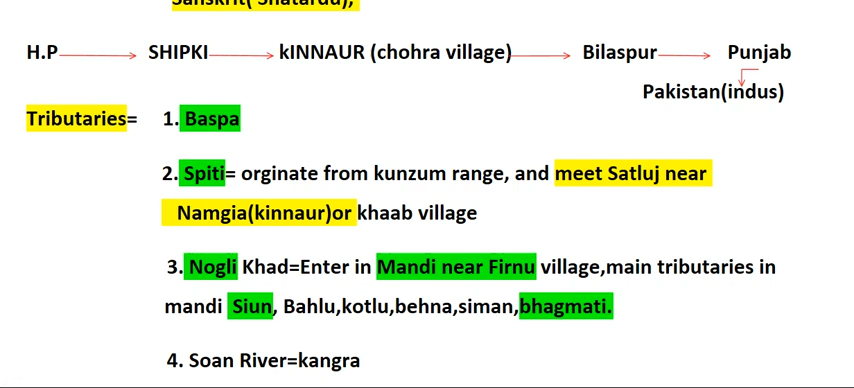 Sanskrit( Shatardu),
H.P SHIPKI kINNAUR (chohra village) Bilaspur Punjab
Pakistan(indus)
Tributaries= 1. Baspa
2. Spiti= orginate from kunzum range, and meet Satluj near
Namgia(kinnaur)or khaab village
3. Nogli Khad=Enter in Mandi near Firnu village,main tributaries in
mandi Siun, Bahlu,kotlu,behna,siman,bhagmati.
4. Soan River=kangra